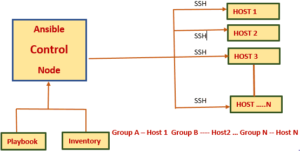 Ansible
Control
Node
SSH
HOST 1
SSH
HOST 2
HOST 3
SSH
SSH
HOST .....N
Playbook
Inventory
Group A – Host 1 Group B ---- Host2 ... Group N -- Host N